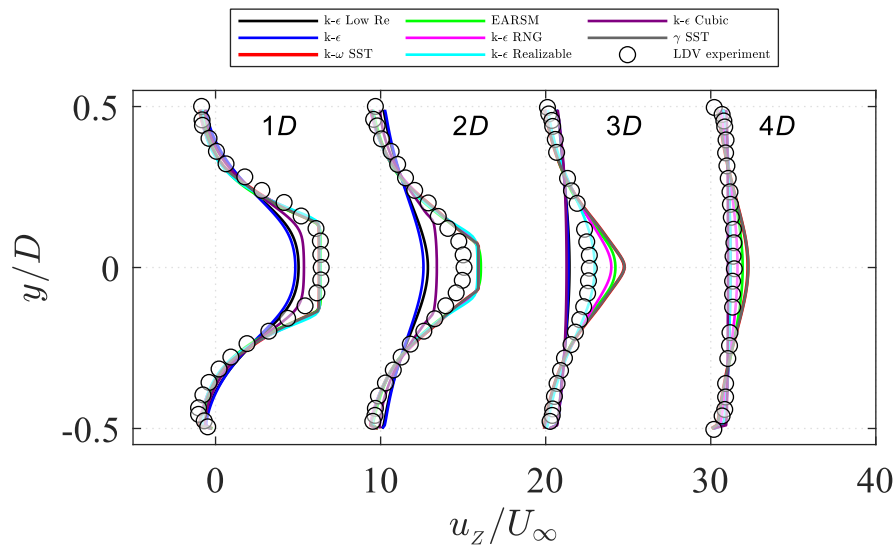 k-ϵ Low Re EARSM k-ϵ Cubic
k-ϵ k-ϵ RNG γ SST
k-ω SST k-ϵ Realizable LDV experiment
0.5 1D 2D 3D 4D
y/D
0
-0.5
0 10 20 30 40
u_Z/U_∞